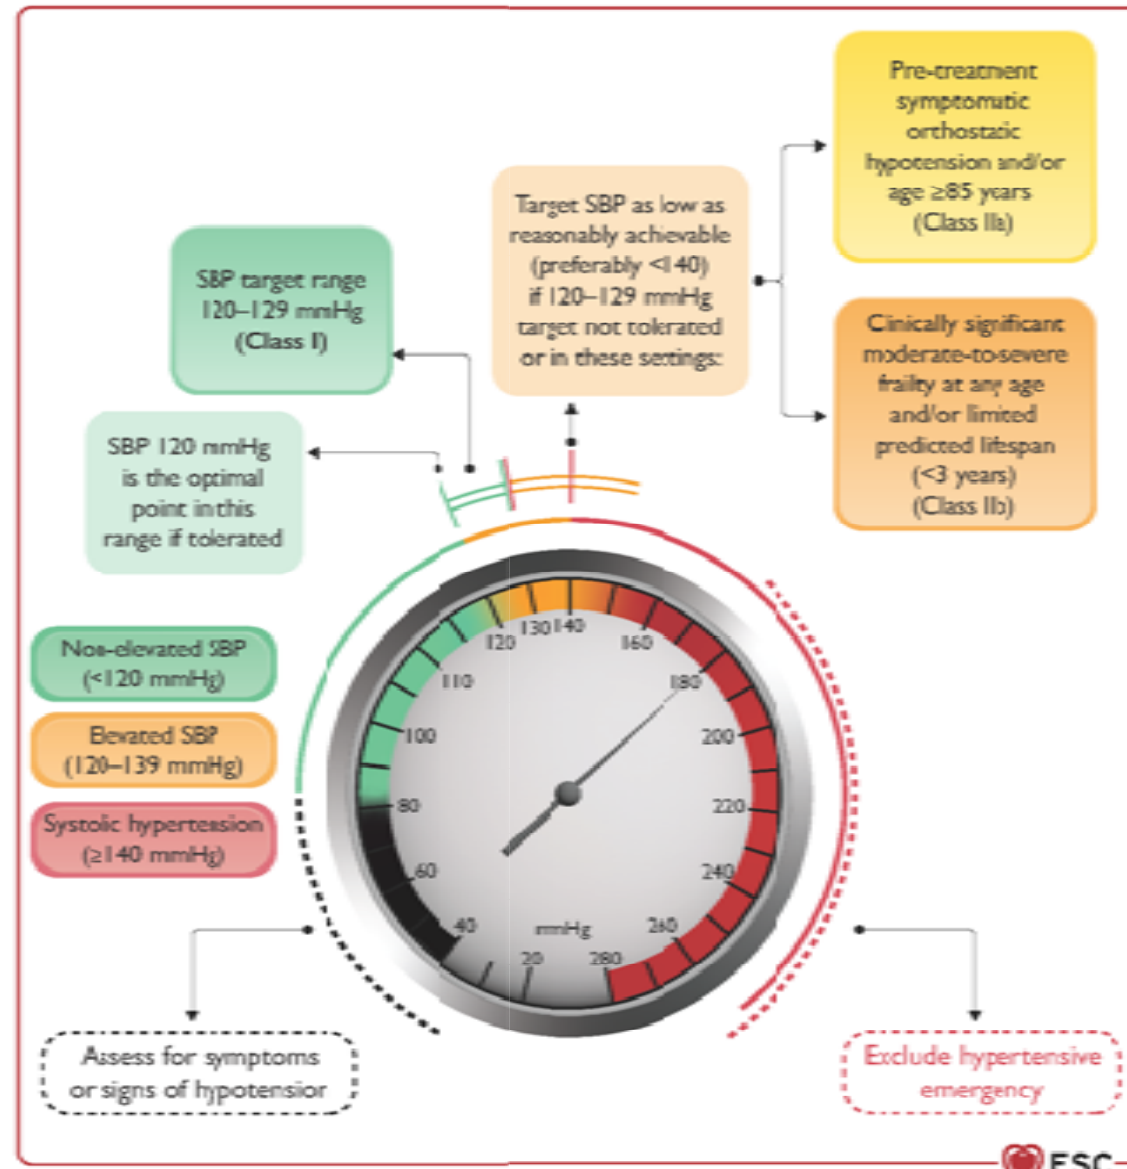 Pre-treatment
symptomatic
orthostatic
hypotension and/or
age ≥85 years
(Class IIa)
Target SBP as low as
reasonably achievable
(preferably <140)
if 120–129 mmHg
target not tolerated
or in these settings:
SBP target range
120–129 mmHg
(Class I)
Clinically significant
moderate-to-severe
frailty at any age
and/or limited
predicted lifespan
(<3 years)
(Class IIb)
SBP 120 mmHg
is the optimal
point in this
range if tolerated
Non-elevated SBP
(<120 mmHg)
Elevated SBP
(120–139 mmHg)
Systolic hypertension
(≥140 mmHg)
20
40
60
80
100
110
120
130
140
160
180
200
220
240
260
280
mmHg
Assess for symptoms
or signs of hypotensior
Exclude hypertensive
emergency
ESC